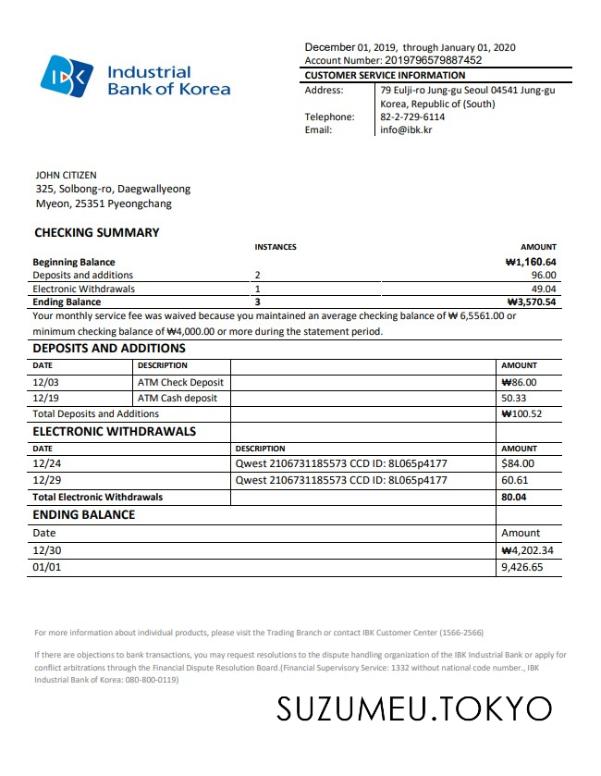 December 01, 2019, through January 01, 2020
IBK Industrial
Bank of Korea
Account Number: 2019796579887452
CUSTOMER SERVICE INFORMATION
Address: 79 Eulji-ro Jung-gu Seoul 04541 Jung-gu
Korea, Republic of (South)
Telephone: 82-2-729-6114
Email: info@ibk.kr
JOHN CITIZEN
325, Solbong-ro, Daegwallyeong
Myeon, 25351 Pyeongchang
CHECKING SUMMARY
INSTANCES AMOUNT
Beginning Balance ₩1,160.64
Deposits and additions 2 96.00
Electronic Withdrawals 1 49.04
Ending Balance 3 ₩3,570.54
Your monthly service fee was waived because you maintained an average checking balance of ₩ 6,5561.00 or
minimum checking balance of ₩4,000.00 or more during the statement period.
DEPOSITS AND ADDITIONS
DATE DESCRIPTION AMOUNT
12/03 ATM Check Deposit ₩86.00
12/19 ATM Cash deposit 50.33
Total Deposits and Additions ₩100.52
ELECTRONIC WITHDRAWALS
DATE DESCRIPTION AMOUNT
12/24 Qwest 2106731185573 CCD ID: 8L065p4177 $84.00
12/29 Qwest 2106731185573 CCD ID: 8L065p4177 60.61
Total Electronic Withdrawals 80.04
ENDING BALANCE
Date Amount
12/30 ₩4,202.34
01/01 9,426.65
For more information about individual products, please visit the Trading Branch or contact IBK Customer Center (1566-2566)
If there are objections to bank transactions, you may request resolutions to the dispute handling organization of the IBK Industrial Bank or apply for
conflict arbitrations through the Financial Dispute Resolution Board.(Financial Supervisory Service: 1332 without national code number., IBK
Industrial Bank of Korea: 080-800-0119)
SUZUMEU.TOKYO